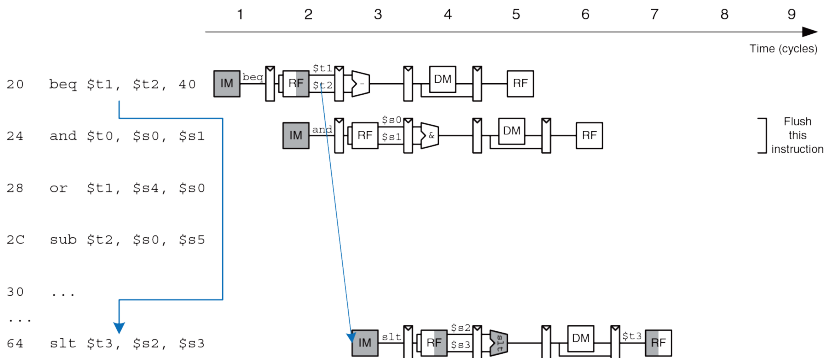 1 2 3 4 5 6 7 8 9
Time (cycles)
20 beq $t1, $t2, 40 IM beq RF $t1 $t2 - DM RF
24 and $t0, $s0, $s1 IM and RF $s0 $s1 & DM RF
Flush
this
instruction
28 or $t1, $s4, $s0
2C sub $t2, $s0, $s5
30 ...
...
64 slt $t3, $s2, $s3 IM slt RF $s2 $s3 slt DM $t3 RF